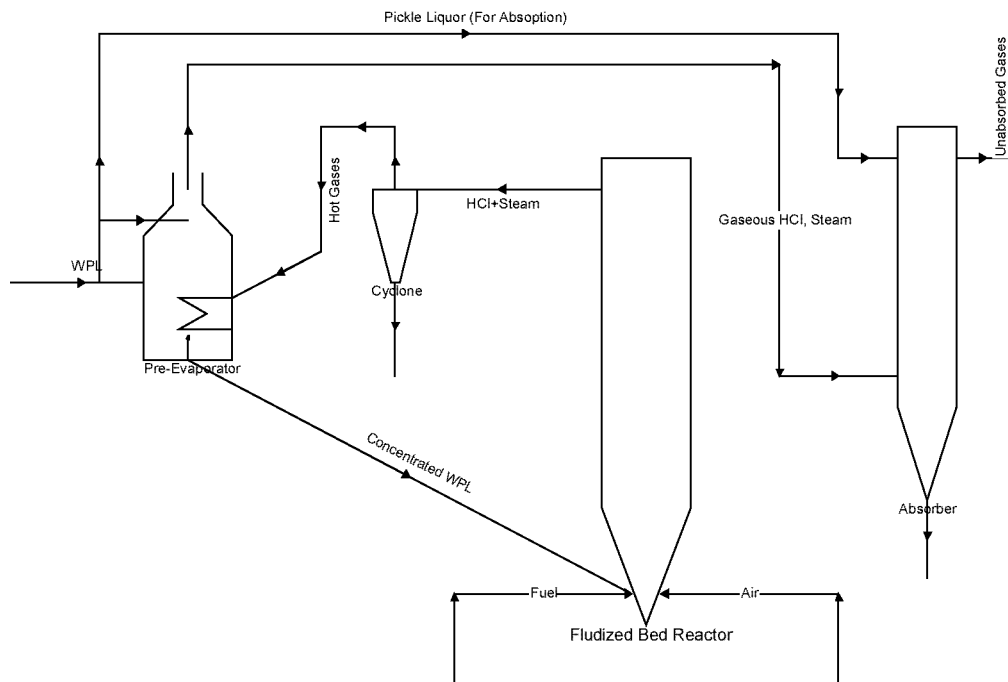 Pickle Liquor (For Absoption)
Unabsorbed Gases
Hot Gases
HCl+Steam
Gaseous HCl, Steam
WPL
Cyclone
Pre-Evaporator
Concentrated WPL
Absorber
Fuel
Air
Fludized Bed Reactor